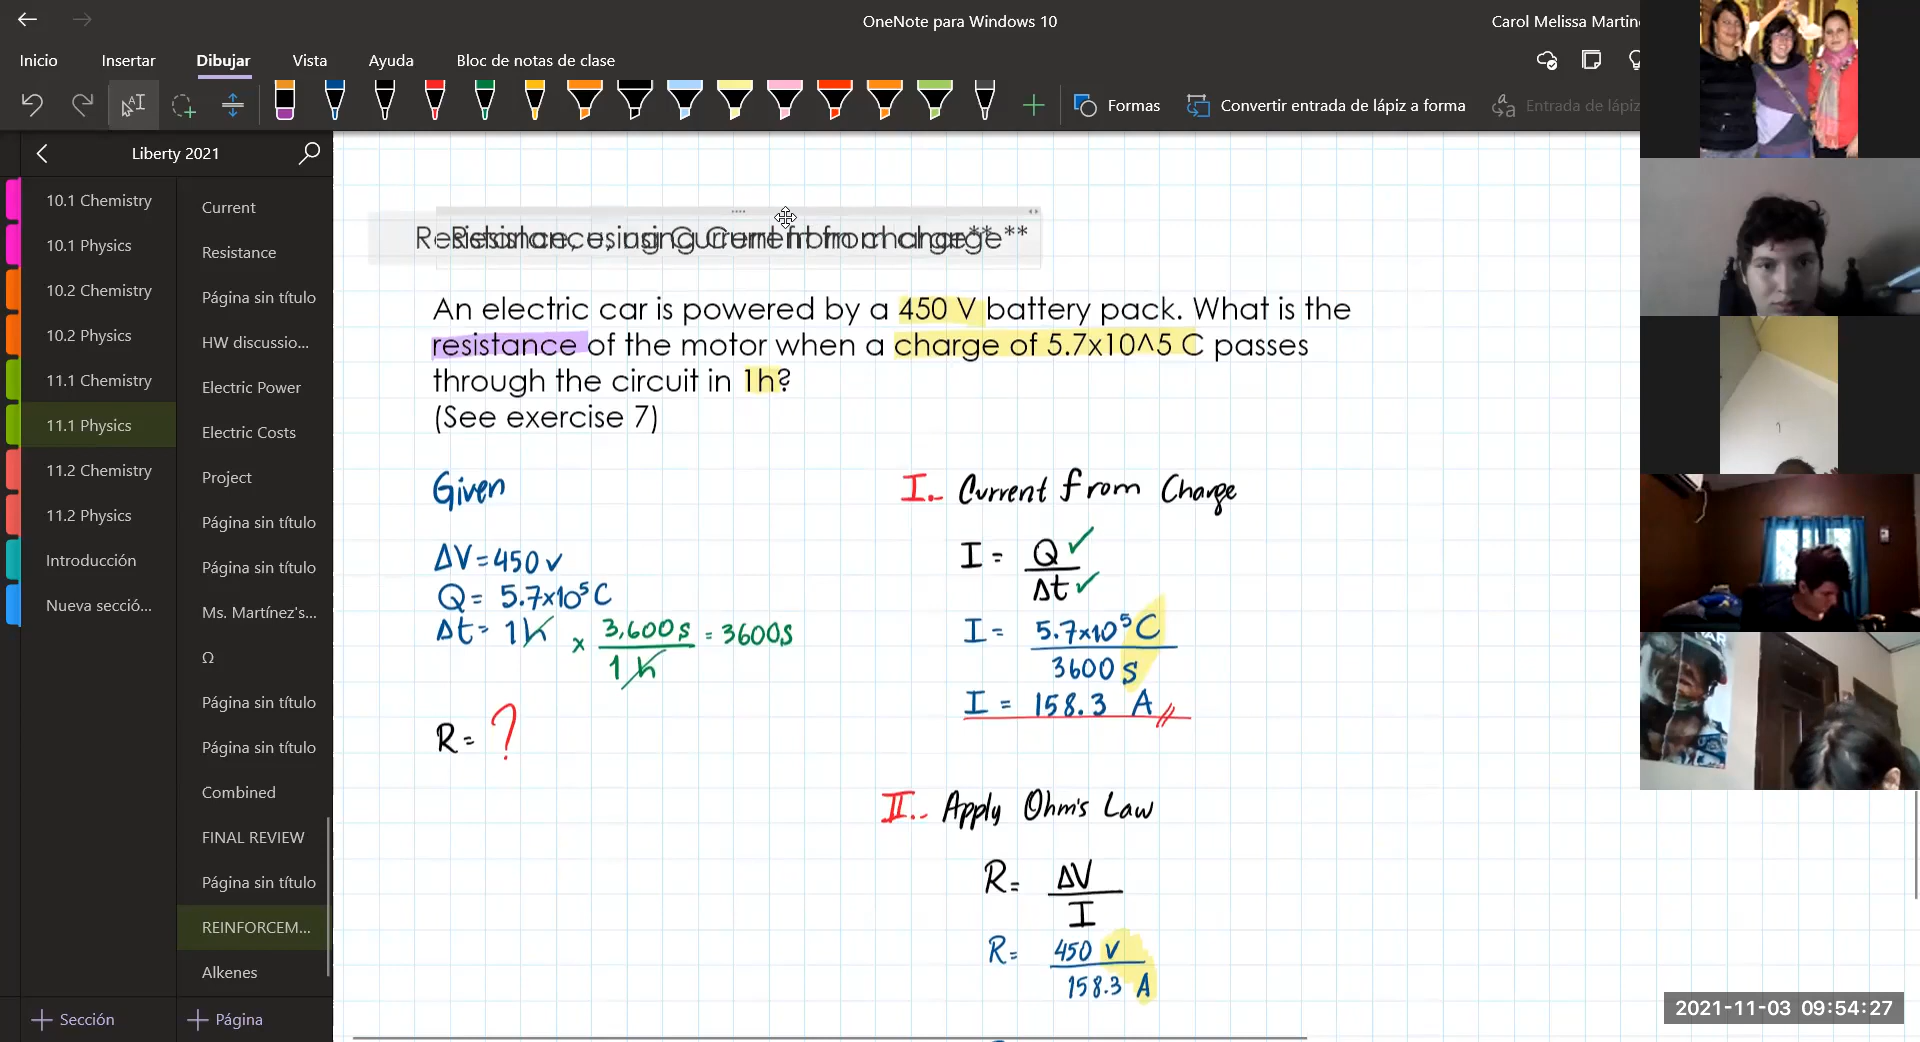 OneNote para Windows 10
Carol Melissa
Inicio
Insertar
Dibujar
Vista
Ayuda
Bloc de notas de clase
Formas
Convertir entrada de lápiz a forma
Entrada de lápiz
Liberty 2021
10.1 Chemistry
10.1 Physics
10.2 Chemistry
10.2 Physics
11.1 Chemistry
11.1 Physics
11.2 Chemistry
11.2 Physics
Introducción
Nueva secció...
Sección
Current
Resistance
Página sin título
HW discussio...
Electric Power
Electric Costs
Project
Página sin título
Página sin título
Ms. Martínez's...
Ω
Página sin título
Página sin título
Combined
FINAL REVIEW
Página sin título
REINFORCEM...
Alkenes
Página
Resistance, using Current from charge**
An electric car is powered by a 450 V battery pack. What is the
resistance of the motor when a charge of 5.7x10^5 C passes
through the circuit in 1h?
(See exercise 7)
Given
ΔV = 450 V
Q = 5.7x10⁵ C
Δt = 1 h x 3,600 s / 1 h = 3600 s
R = ?
I.- Current from Charge
I = Q ✓ / Δt ✓
I = 5.7x10⁵ C / 3600 s
I = 158.3 A
II.- Apply Ohm's Law
R = ΔV / I
R = 450 V / 158.3 A
2021-11-03 09:54:27